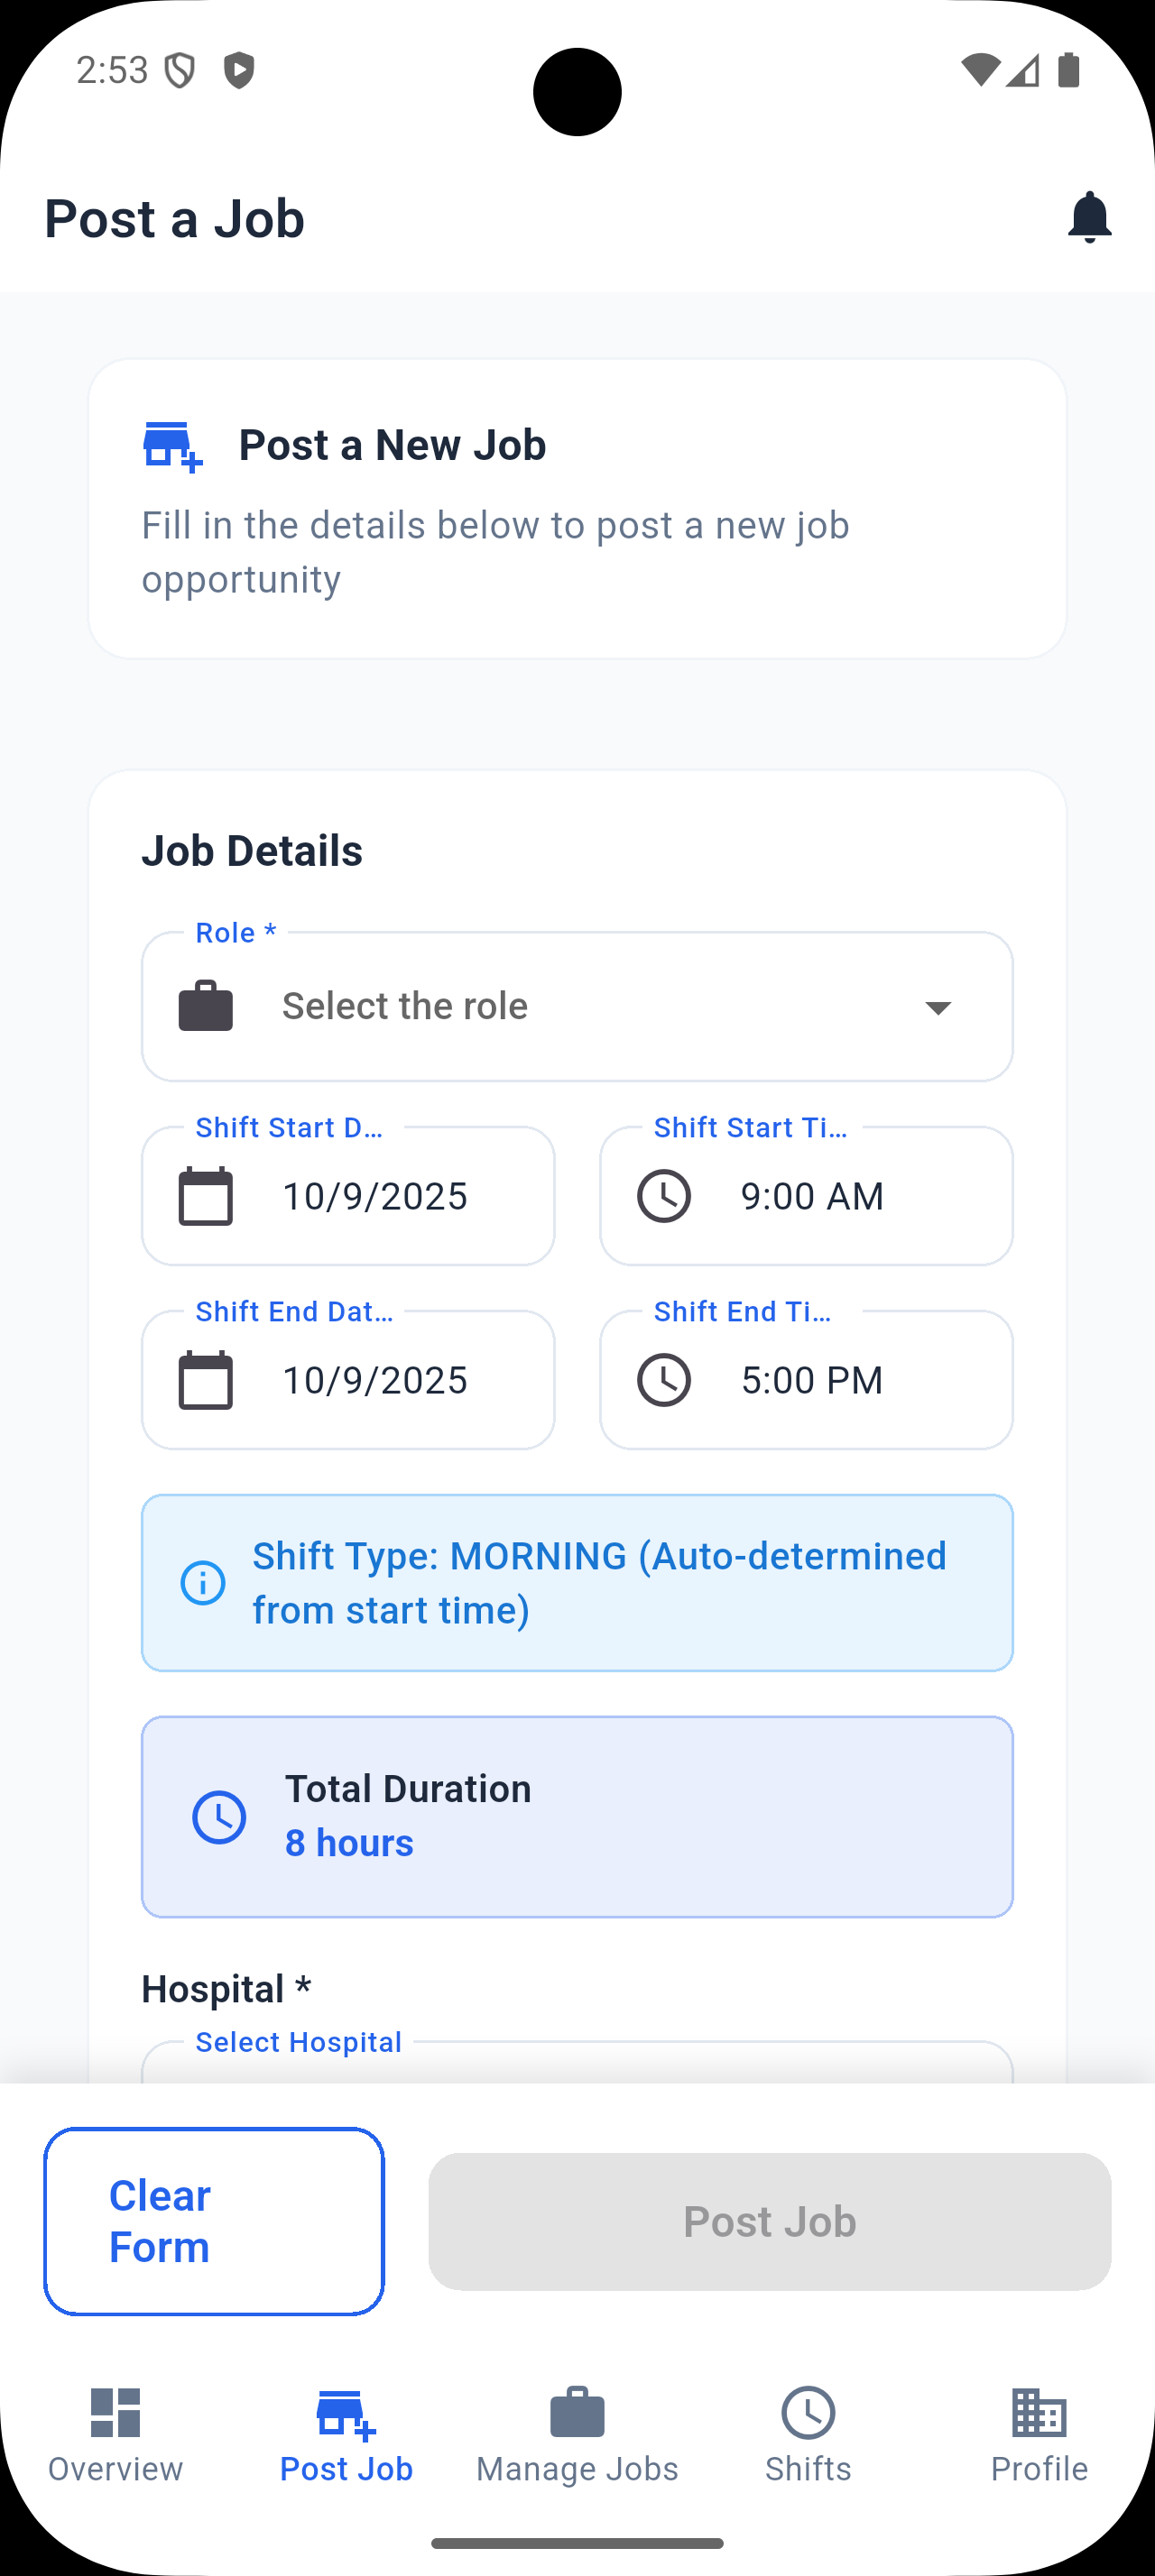 2:53
Post a Job
Post a New Job
Fill in the details below to post a new job
opportunity
Job Details
Role *
Select the role
Shift Start D...
Shift Start Ti...
10/9/2025
9:00 AM
Shift End Dat...
Shift End Ti...
10/9/2025
5:00 PM
Shift Type: MORNING (Auto-determined
from start time)
Total Duration
8 hours
Hospital *
Select Hospital
Clear
Form
Post Job
Overview
Post Job
Manage Jobs
Shifts
Profile